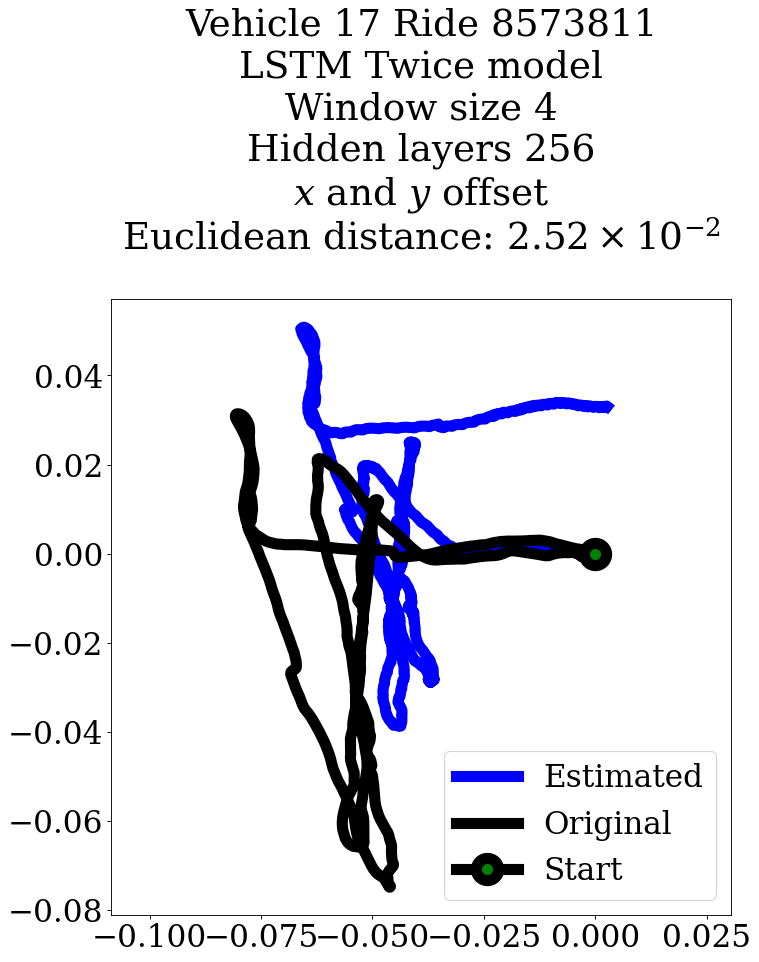 Vehicle 17 Ride 8573811
LSTM Twice model
Window size 4
Hidden layers 256
x and y offset
Euclidean distance: 2.52 × 10⁻²
0.04
0.02
0.00
−0.02
−0.04
−0.06
−0.08
Estimated
Original
Start
−0.100 −0.075 −0.050 −0.025 0.000 0.025